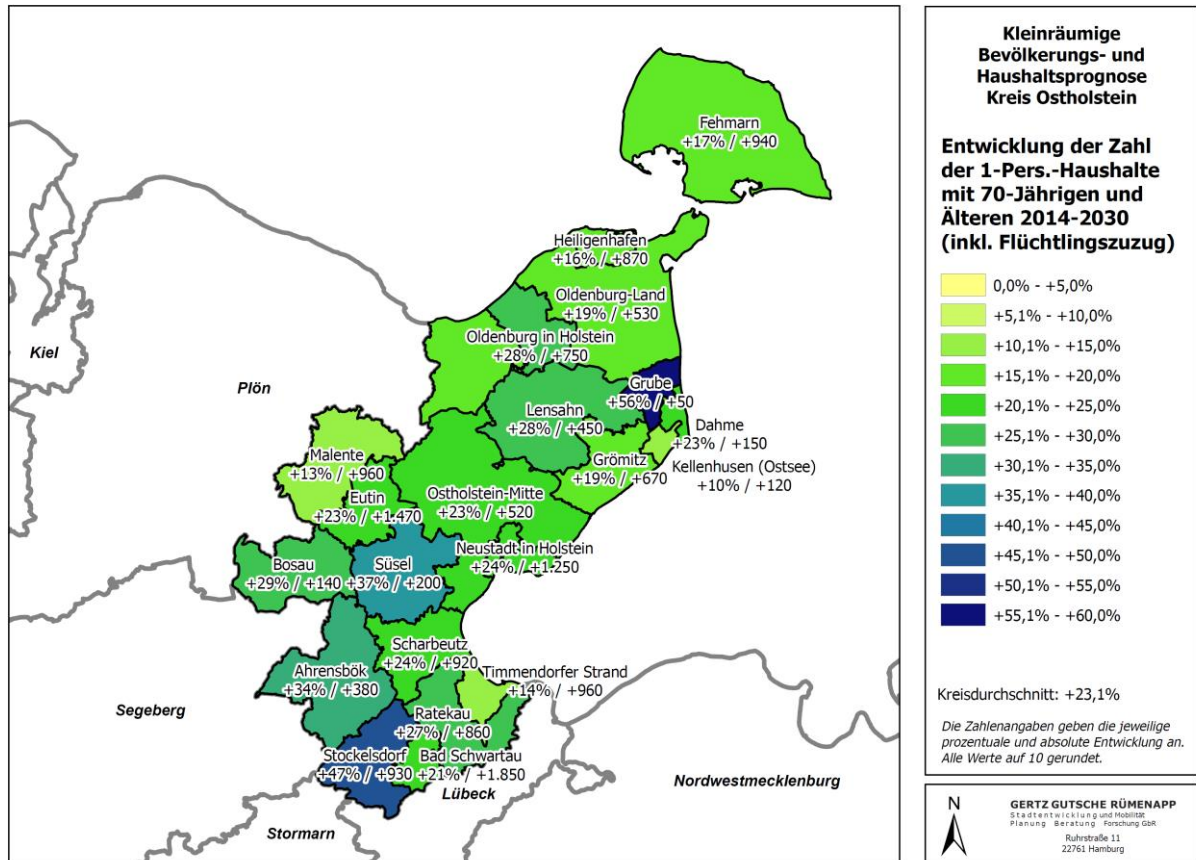 Fehmarn
+17% / +940
Heiligenhafen
+16% / +870
Oldenburg-Land
+19% / +530
Oldenburg in Holstein
+28% / +750
Grube
+56% / +50
Lensahn
+28% / +450
Dahme
+23% / +150
Grömitz
+19% / +670
Kellenhusen (Ostsee)
+10% / +120
Malente
+13% / +960
Eutin
+23% / +1.470
Ostholstein-Mitte
+23% / +520
Neustadt in Holstein
+24% / +1.250
Bosau
+29% / +140
Süsel
+37% / +200
Scharbeutz
+24% / +920
Ahrensbök
+34% / +380
Timmendorfer Strand
+14% / +960
Ratekau
+27% / +860
Stockelsdorf
+47% / +930
Bad Schwartau
+21% / +1.850
Kiel
Plön
Segeberg
Stormarn
Lübeck
Nordwestmecklenburg
Kleinräumige
Bevölkerungs- und
Haushaltsprognose
Kreis Ostholstein
Entwicklung der Zahl
der 1-Pers.-Haushalte
mit 70-Jährigen und
Älteren 2014-2030
(inkl. Flüchtlingszuzug)
0,0% - +5,0%
+5,1% - +10,0%
+10,1% - +15,0%
+15,1% - +20,0%
+20,1% - +25,0%
+25,1% - +30,0%
+30,1% - +35,0%
+35,1% - +40,0%
+40,1% - +45,0%
+45,1% - +50,0%
+50,1% - +55,0%
+55,1% - +60,0%
Kreisdurchschnitt: +23,1%
Die Zahlenangaben geben die jeweilige
prozentuale und absolute Entwicklung an.
Alle Werte auf 10 gerundet.
N
GERTZ GUTSCHE RÜMENAPP
Stadtentwicklung und Mobilität
Planung Beratung Forschung GbR
Ruhrstraße 11
22761 Hamburg